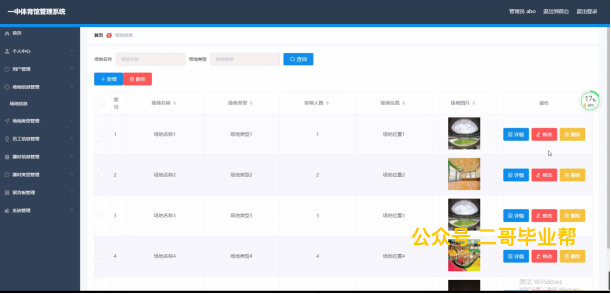 一中体育馆管理系统
管理员 abo 退出到前台 退出登录
首页 场地信息
首页
个人中心
用户管理
场地信息管理
场地信息
场地类型管理
员工信息管理
器材信息管理
器材类型管理
留言板管理
系统管理
场地名称 场地名称 场地类型 场地类型 查询
新增 删除
索引 场地名称 场地类型 容纳人数 场地位置 场地图片 操作
1 场地名称1 场地类型1 1 场地位置1 详情 修改 删除
2 场地名称2 场地类型2 2 场地位置2 详情 修改 删除
3 场地名称3 场地类型3 3 场地位置3 详情 修改 删除
4 场地名称4 场地类型4 4 场地位置4 详情 修改 删除
17%
公众号 二哥毕业帮
激活 Windows